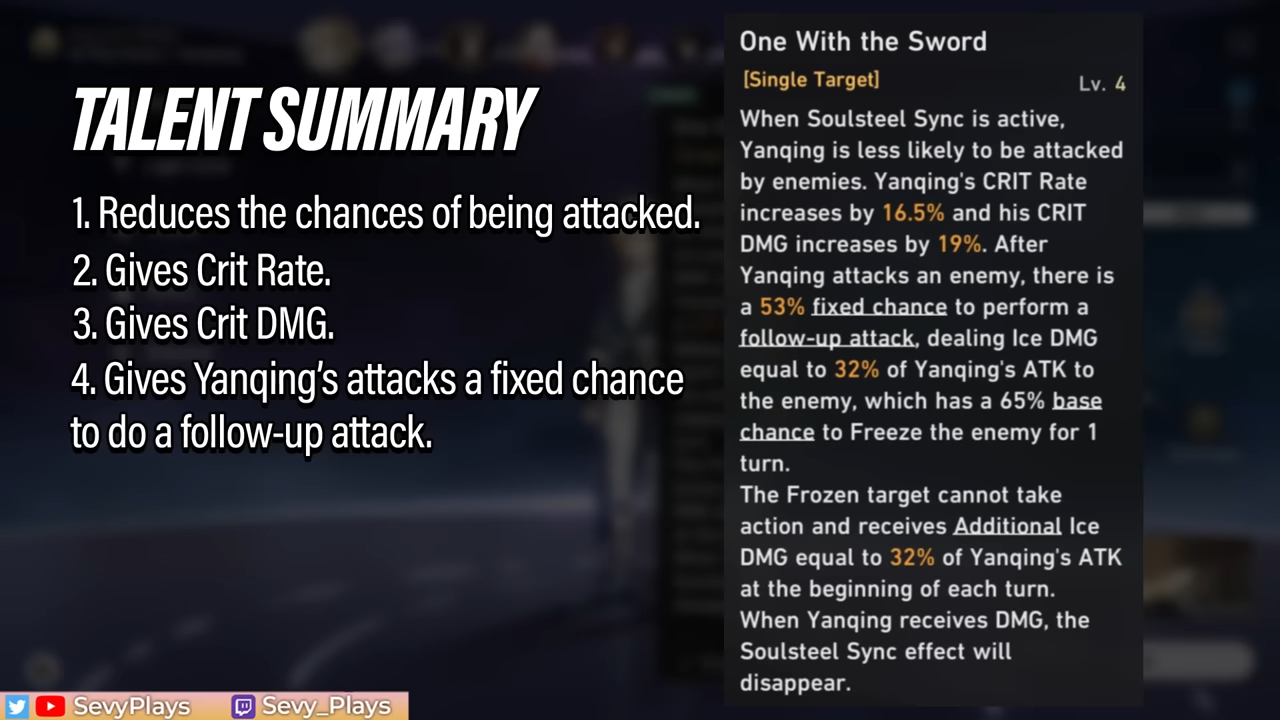 TALENT SUMMARY
1. Reduces the chances of being attacked.
2. Gives Crit Rate.
3. Gives Crit DMG.
4. Gives Yanqing's attacks a fixed chance
to do a follow-up attack.
One With the Sword
[Single Target]
Lv. 4
When Soulsteel Sync is active,
Yanqing is less likely to be attacked
by enemies. Yanqing's CRIT Rate
increases by 16.5% and his CRIT
DMG increases by 19%. After
Yanqing attacks an enemy, there is
a 53% fixed chance to perform a
follow-up attack, dealing Ice DMG
equal to 32% of Yanqing's ATK to
the enemy, which has a 65% base
chance to Freeze the enemy for 1
turn.
The Frozen target cannot take
action and receives Additional Ice
DMG equal to 32% of Yanqing's ATK
at the beginning of each turn.
When Yanqing receives DMG, the
Soulsteel Sync effect will
disappear.
SevyPlays
Sevy_Plays